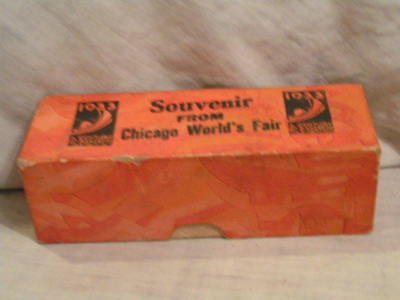 1933
Souvenir
FROM
Chicago World's Fair
1933